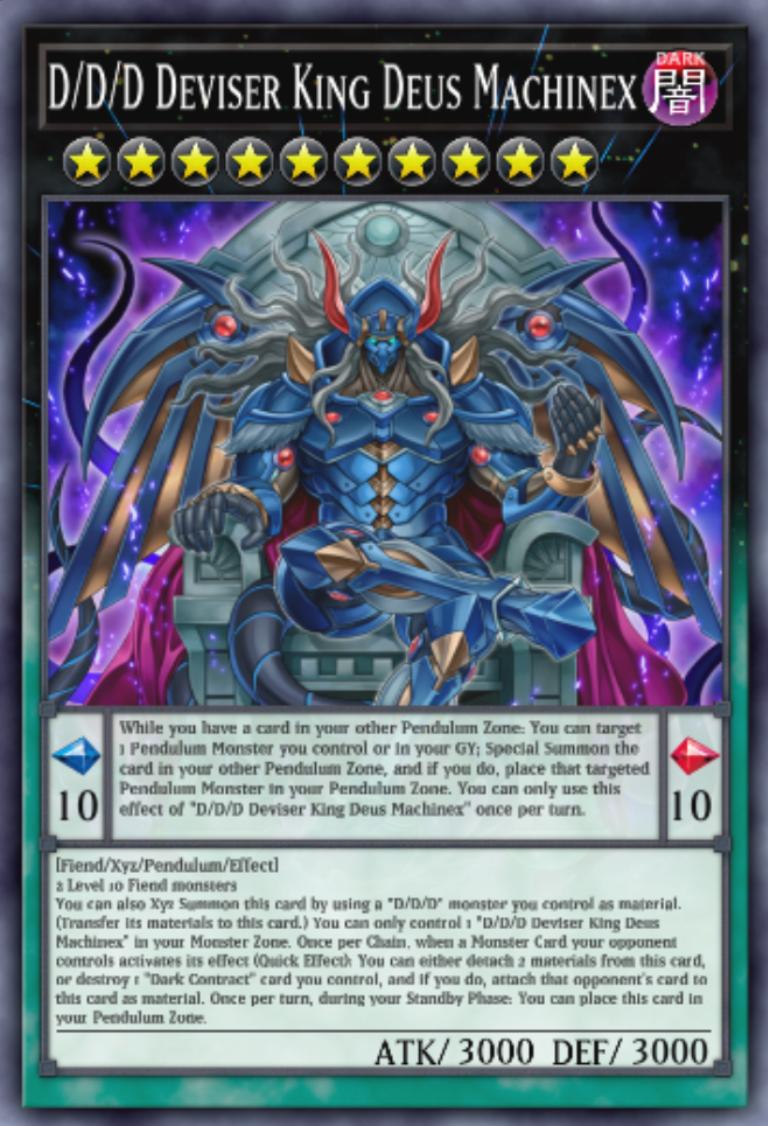 D/D/D Deviser King Deus Machinex
DARK
闇
While you have a card in your other Pendulum Zone: You can target
1 Pendulum Monster you control or in your GY; Special Summon the
card in your other Pendulum Zone, and if you do, place that targeted
Pendulum Monster in your Pendulum Zone. You can only use this
effect of "D/D/D Deviser King Deus Machinex" once per turn.
10
10
[Fiend/Xyz/Pendulum/Effect]
2 Level 10 Fiend monsters
You can also Xyz Summon this card by using a "D/D/D" monster you control as material.
(Transfer its materials to this card.) You can only control 1 "D/D/D Deviser King Deus
Machinex" in your Monster Zone. Once per Chain, when a Monster Card your opponent
controls activates its effect (Quick Effect): You can either detach 2 materials from this card,
or destroy 1 "Dark Contract" card you control, and if you do, attach that opponent's card to
this card as material. Once per turn, during your Standby Phase: You can place this card in
your Pendulum Zone.
ATK/ 3000 DEF/ 3000